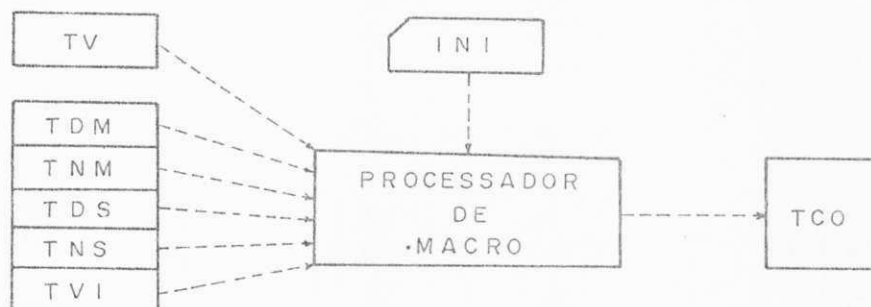 TV
INI
TDM
TNM
TDS
TNS
TVI
PROCESSADOR
DE
.MACRO
TCO